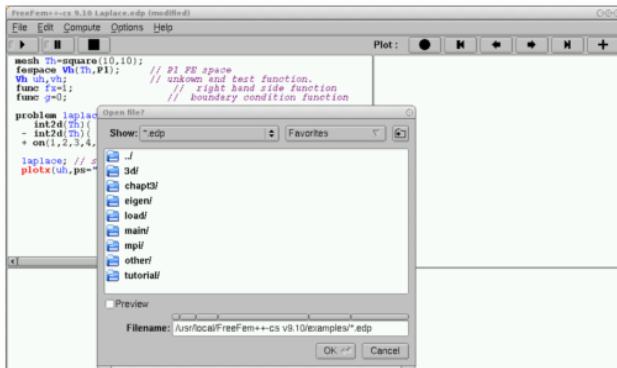 FreeFem++-cs 9.10 Laplace.edp (modified)
File Edit Compute Options Help
Plot :
mesh Th=square(10,10);
fespace Vh(Th,P1); // P1 FE space
Vh uh,vh; // unkown and test function.
func fx=1; // right hand side function
func g=0; // boundary condition function
problem laplac
int2d(Th)(
- int2d(Th)(
+ on(1,2,3,4,
laplace; // s
plotx(uh,ps="
Open file?
Show: *.edp Favorites
../
3d/
chapt3/
eigen/
load/
main/
mpi/
other/
tutorial/
Preview
Filename: /usr/local/FreeFem++-cs v9.10/examples/*.edp
OK Cancel